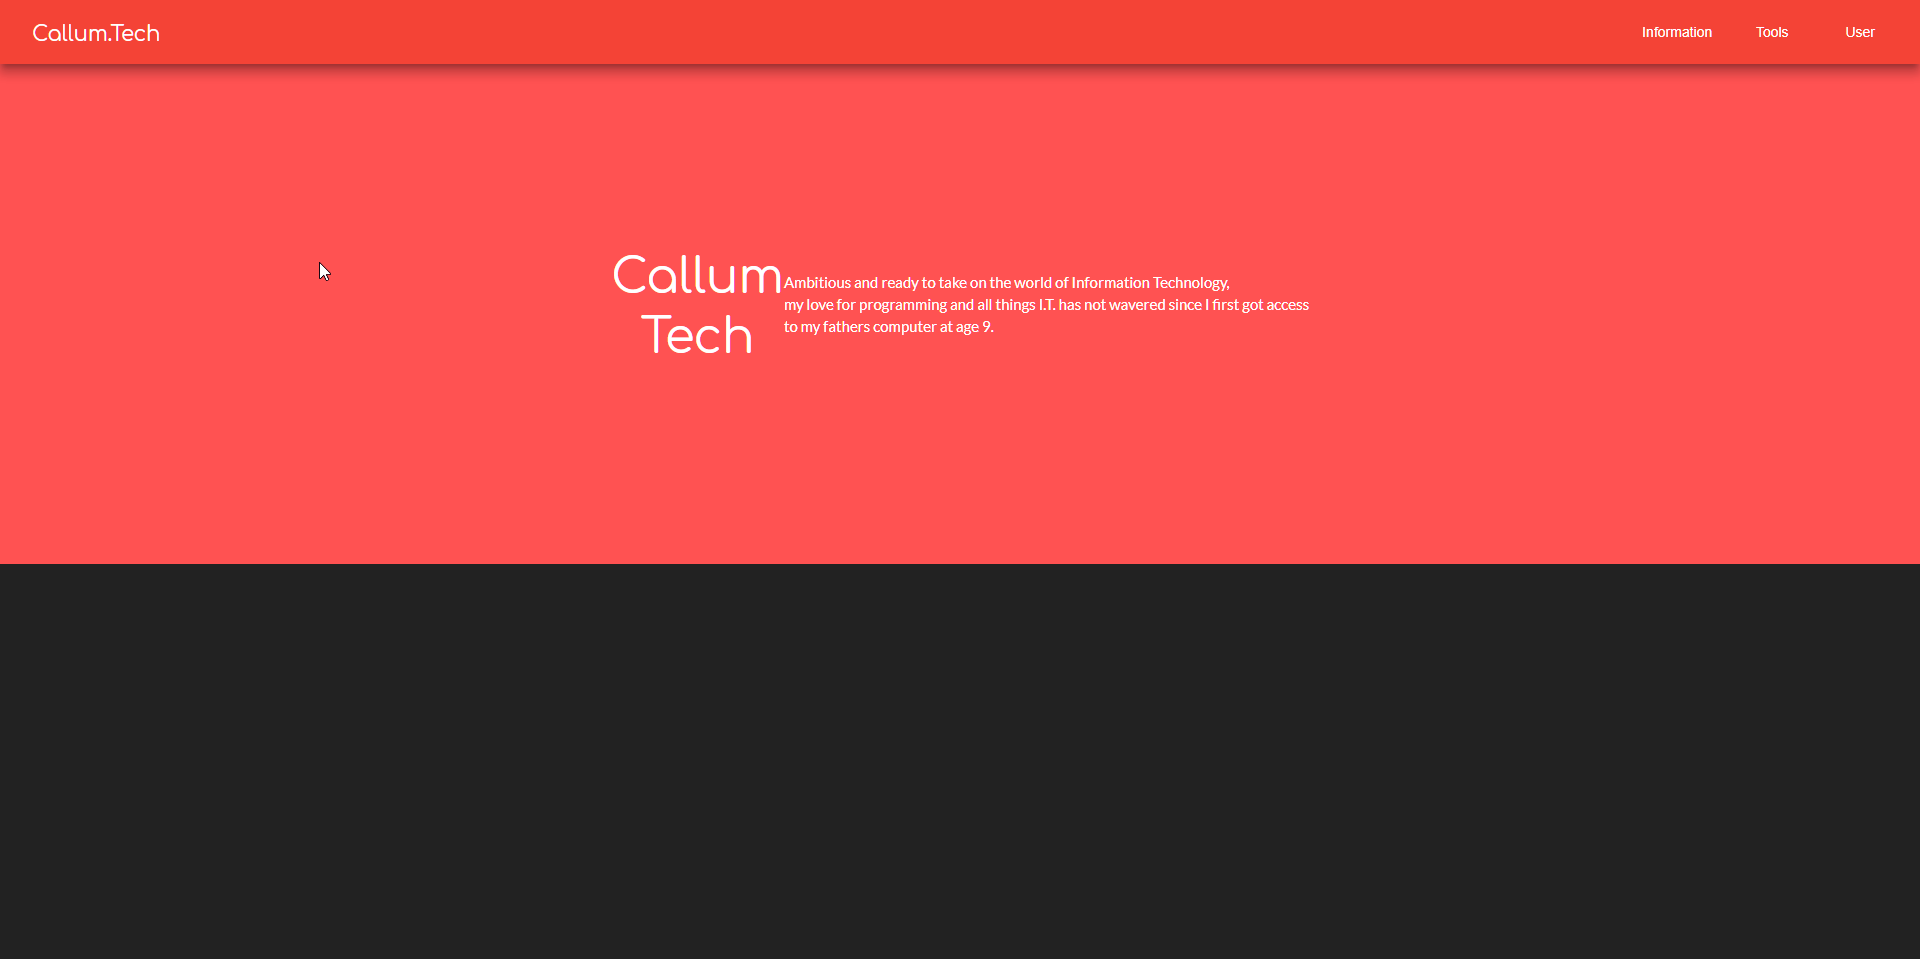 Callum.Tech
Information
Tools
User
Callum
Tech
Ambitious and ready to take on the world of Information Technology,
my love for programming and all things I.T. has not wavered since I first got access
to my fathers computer at age 9.